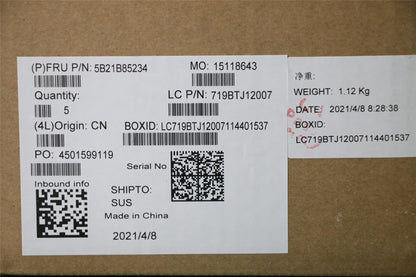 (P)FRU P/N: 5B21B85234
MO: 15118643
Quantity:
5
LC P/N: 719BTJ12007
(4L)Origin: CN
BOXID: LC719BTJ12007114401537
PO: 4501599119
Serial No
Inbound info
SHIPTO:
SUS
Made in China
2021/4/8
净重:
WEIGHT: 1.12 Kg
DATE: 2021/4/8 8:28:38
BOXID:
LC719BTJ12007114401537